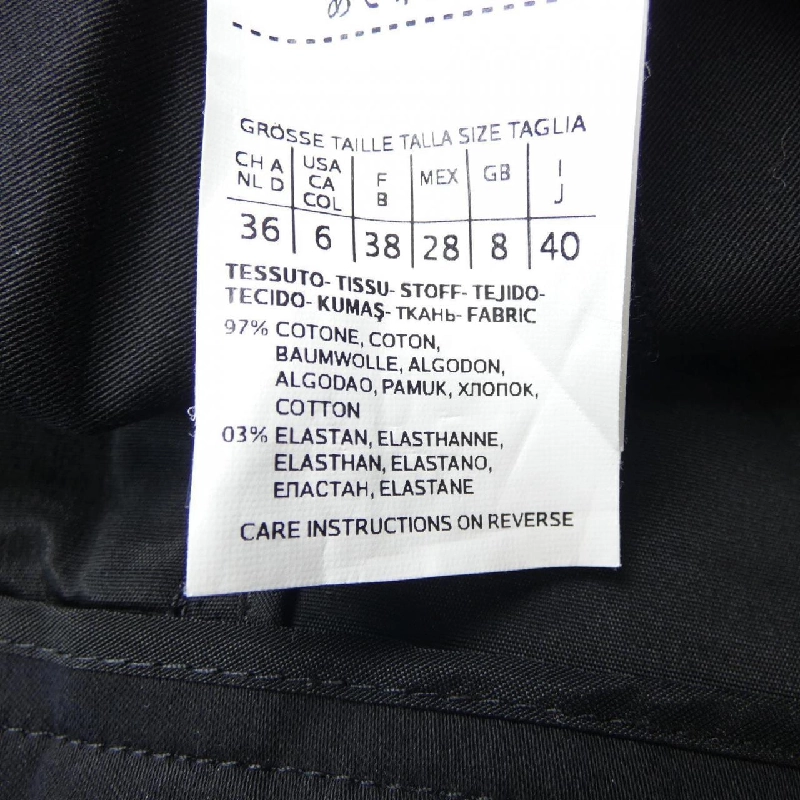 GRÖSSE TAILLE TALLA SIZE TAGLIA
CH A USA F MEX GB I
NL D CA B J
COL
36 6 38 28 8 40
TESSUTO- TISSU- STOFF- TEJIDO-
TECIDO- KUMAŞ- ТКАНЬ- FABRIC
97% COTONE, COTON,
BAUMWOLLE, ALGODON,
ALGODAO, PAMUK, ХЛОПОК,
COTTON
03% ELASTAN, ELASTHANNE,
ELASTHAN, ELASTANO,
ЕПАСТАН, ELASTANE
CARE INSTRUCTIONS ON REVERSE